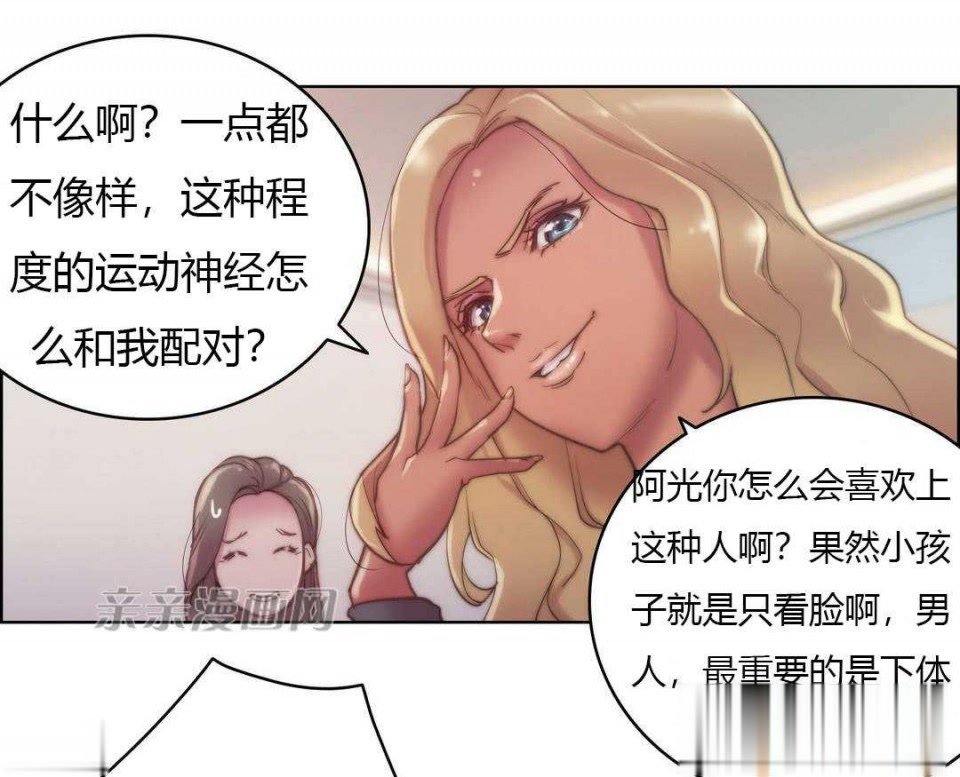 什么啊？一点都
不像样，这种程
度的运动神经怎
么和我配对？
阿光你怎么会喜欢上
这种人啊？果然小孩
子就是只看脸啊，男
人，最重要的是下体
亲亲漫画网